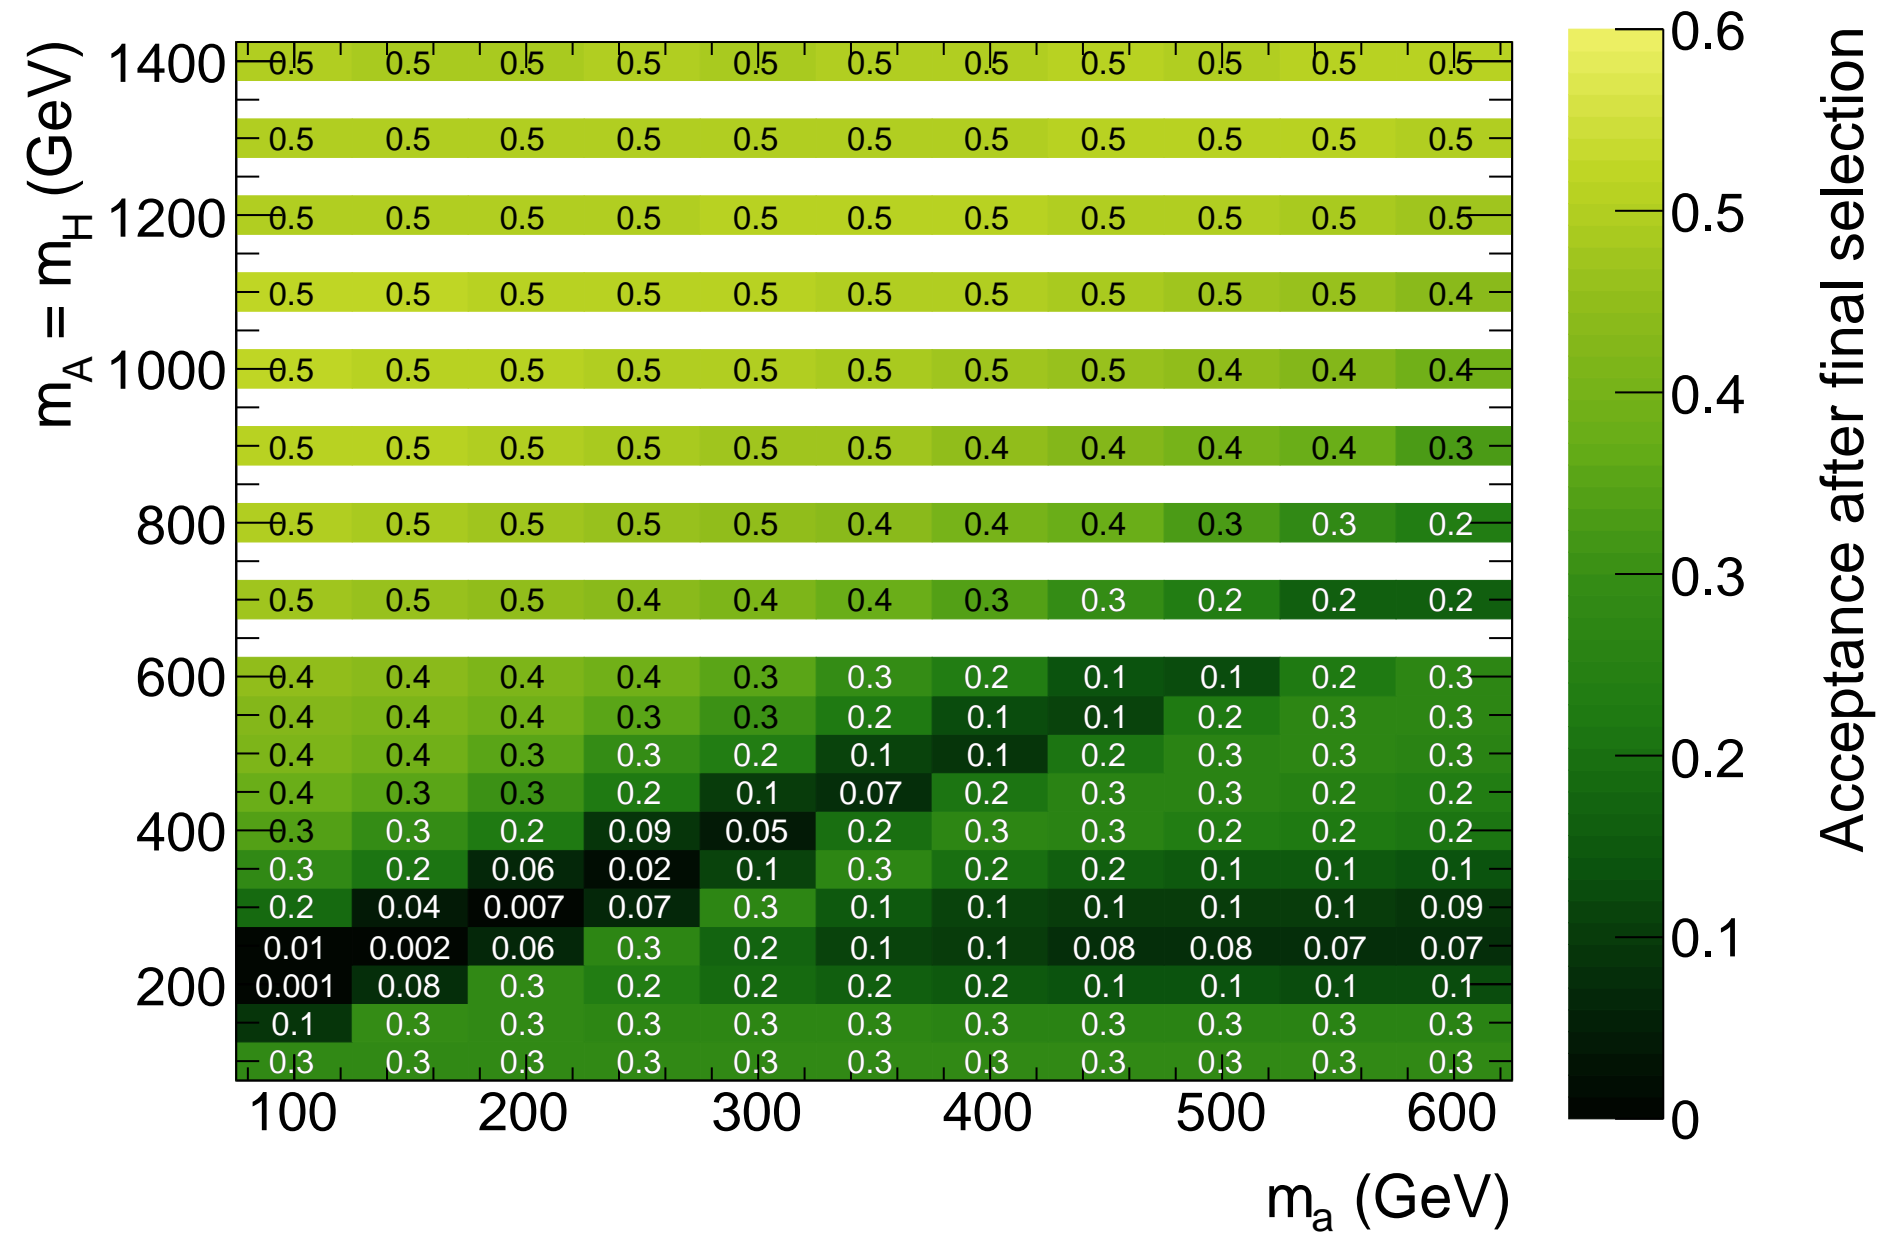 m_A = m_H (GeV)
1400 0.5 0.5 0.5 0.5 0.5 0.5 0.5 0.5 0.5 0.5 0.5
0.5 0.5 0.5 0.5 0.5 0.5 0.5 0.5 0.5 0.5 0.5
1200 0.5 0.5 0.5 0.5 0.5 0.5 0.5 0.5 0.5 0.5 0.5
0.5 0.5 0.5 0.5 0.5 0.5 0.5 0.5 0.5 0.5 0.4
1000 0.5 0.5 0.5 0.5 0.5 0.5 0.5 0.5 0.4 0.4 0.4
0.5 0.5 0.5 0.5 0.5 0.5 0.4 0.4 0.4 0.4 0.3
800 0.5 0.5 0.5 0.5 0.5 0.4 0.4 0.4 0.3 0.3 0.2
0.5 0.5 0.5 0.4 0.4 0.4 0.3 0.3 0.2 0.2 0.2
600 0.4 0.4 0.4 0.4 0.3 0.3 0.2 0.1 0.1 0.2 0.3
0.4 0.4 0.4 0.3 0.3 0.2 0.1 0.1 0.2 0.3 0.3
0.4 0.4 0.3 0.3 0.2 0.1 0.1 0.2 0.3 0.3 0.3
0.4 0.3 0.3 0.2 0.1 0.07 0.2 0.3 0.3 0.2 0.2
400 0.3 0.3 0.2 0.09 0.05 0.2 0.3 0.3 0.2 0.2 0.2
0.3 0.2 0.06 0.02 0.1 0.3 0.2 0.2 0.1 0.1 0.1
0.2 0.04 0.007 0.07 0.3 0.1 0.1 0.1 0.1 0.1 0.09
0.01 0.002 0.06 0.3 0.2 0.1 0.1 0.08 0.08 0.07 0.07
200 0.001 0.08 0.3 0.2 0.2 0.2 0.2 0.1 0.1 0.1 0.1
0.1 0.3 0.3 0.3 0.3 0.3 0.3 0.3 0.3 0.3 0.3
0.3 0.3 0.3 0.3 0.3 0.3 0.3 0.3 0.3 0.3 0.3
100 200 300 400 500 600
m_a (GeV)
0.6
0.5
0.4
0.3
0.2
0.1
0
Acceptance after final selection